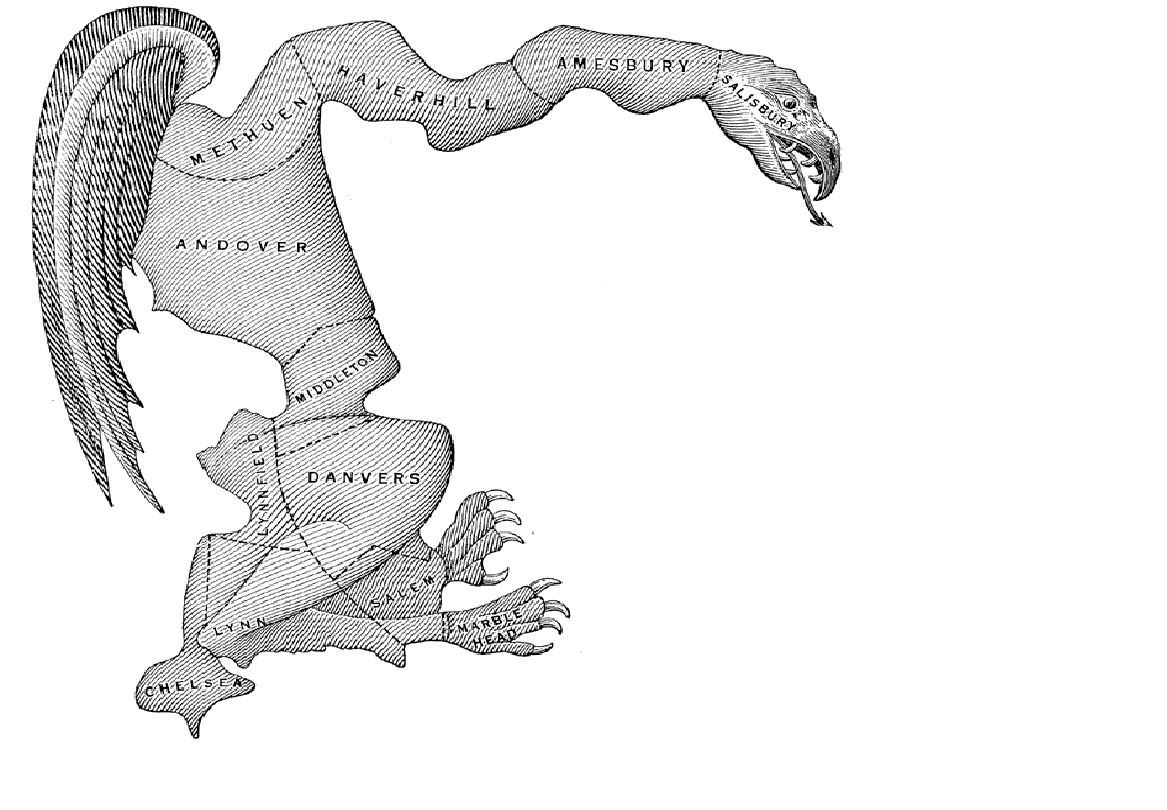 AMESBURY
SALISBURY
HAVERHILL
METHUEN
ANDOVER
MIDDLETON
LYNNFIELD
DANVERS
SALEM
LYNN
MARBLE
HEAD
CHELSEA